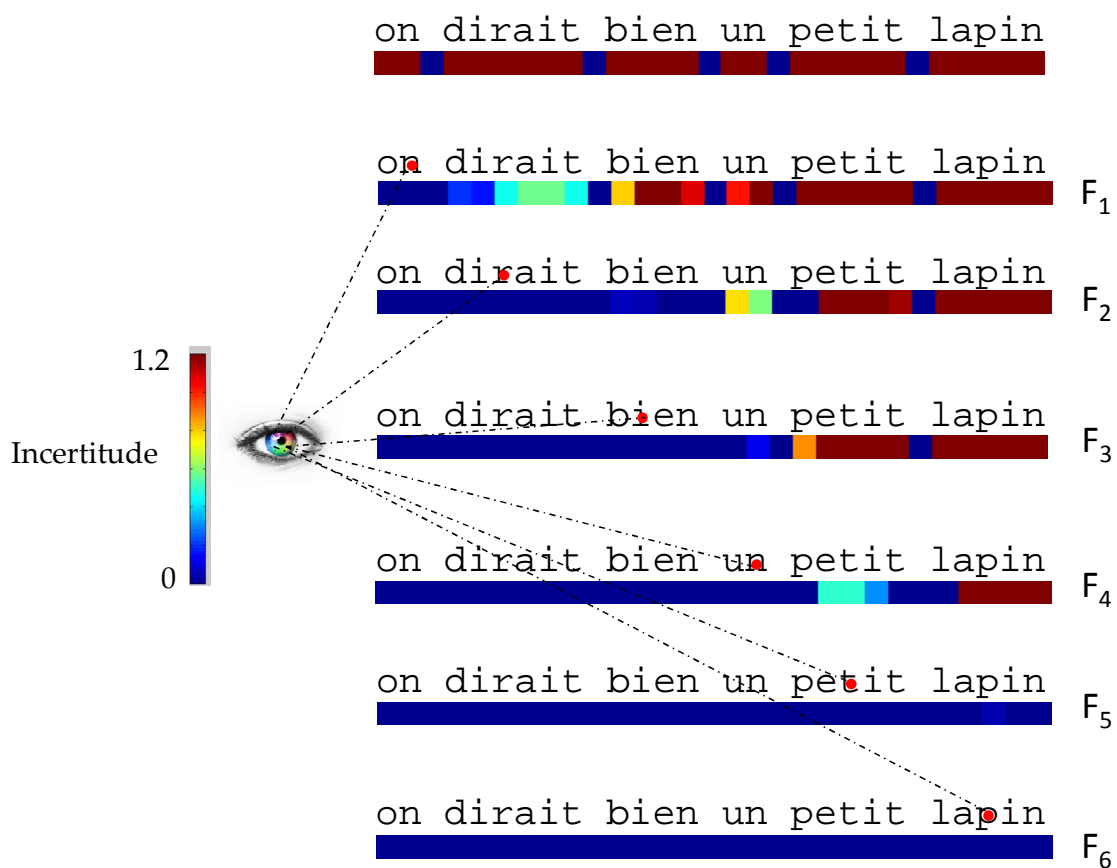 on dirait bien un petit lapin
on dirait bien un petit lapin
F1
on dirait bien un petit lapin
F2
1.2
on dirait bien un petit lapin
F3
Incertitude
0
on dirait bien un petit lapin
F4
on dirait bien un petit lapin
F5
on dirait bien un petit lapin
F6